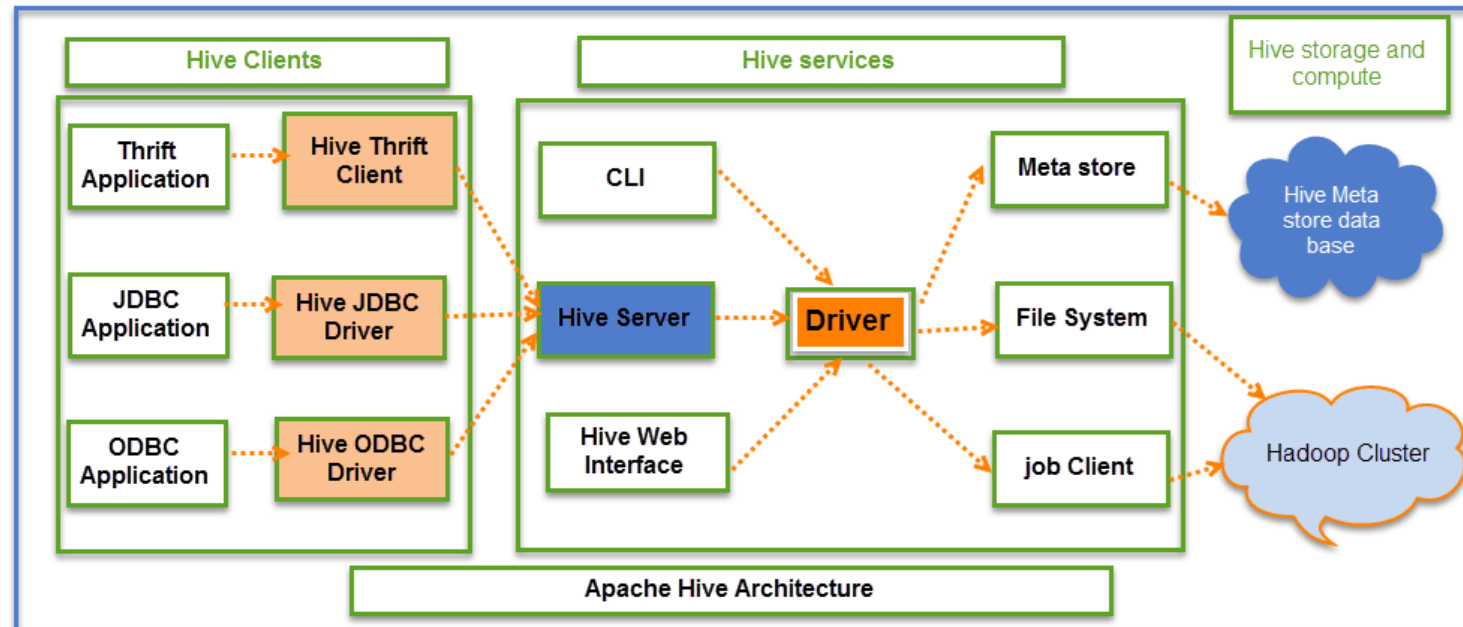 Hive Clients
Hive services
Hive storage and
compute
Thrift
Application
Hive Thrift
Client
CLI
Meta store
Hive Meta
store data
base
JDBC
Application
Hive JDBC
Driver
Hive Server
Driver
File System
ODBC
Application
Hive ODBC
Driver
Hive Web
Interface
job Client
Hadoop Cluster
Apache Hive Architecture